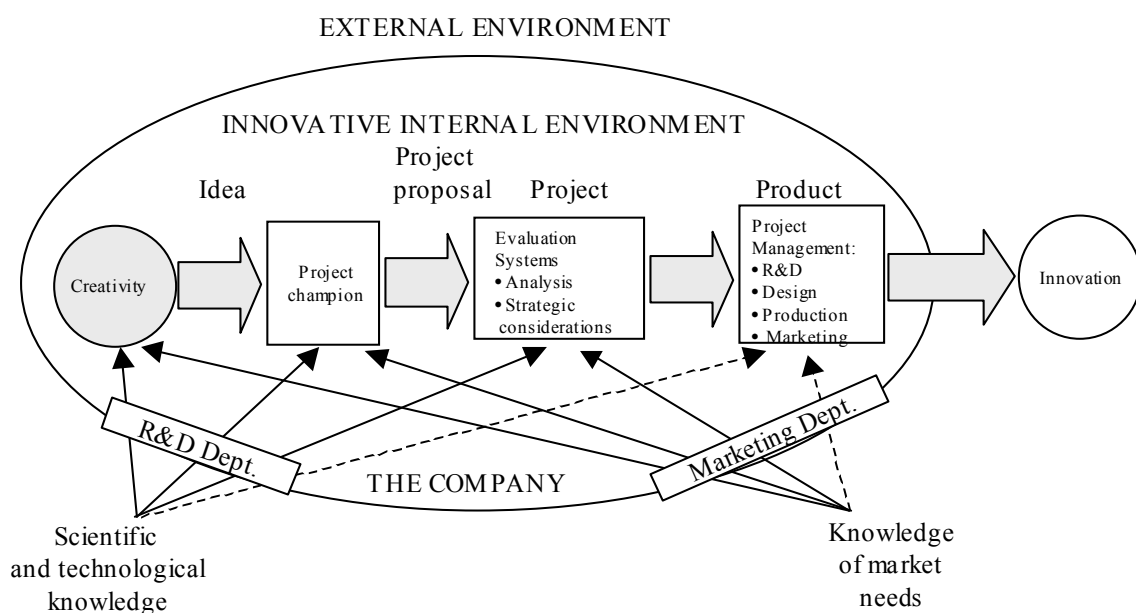 EXTERNAL ENVIRONMENT
INNOVATIVE INTERNAL ENVIRONMENT
Idea
Project
proposal
Project
Product
Creativity
Project
champion
Evaluation
Systems
• Analysis
• Strategic
considerations
Project
Management:
• R&D
• Design
• Production
• Marketing
Innovation
R&D Dept.
Marketing Dept.
THE COMPANY
Scientific
and technological
knowledge
Knowledge
of market
needs